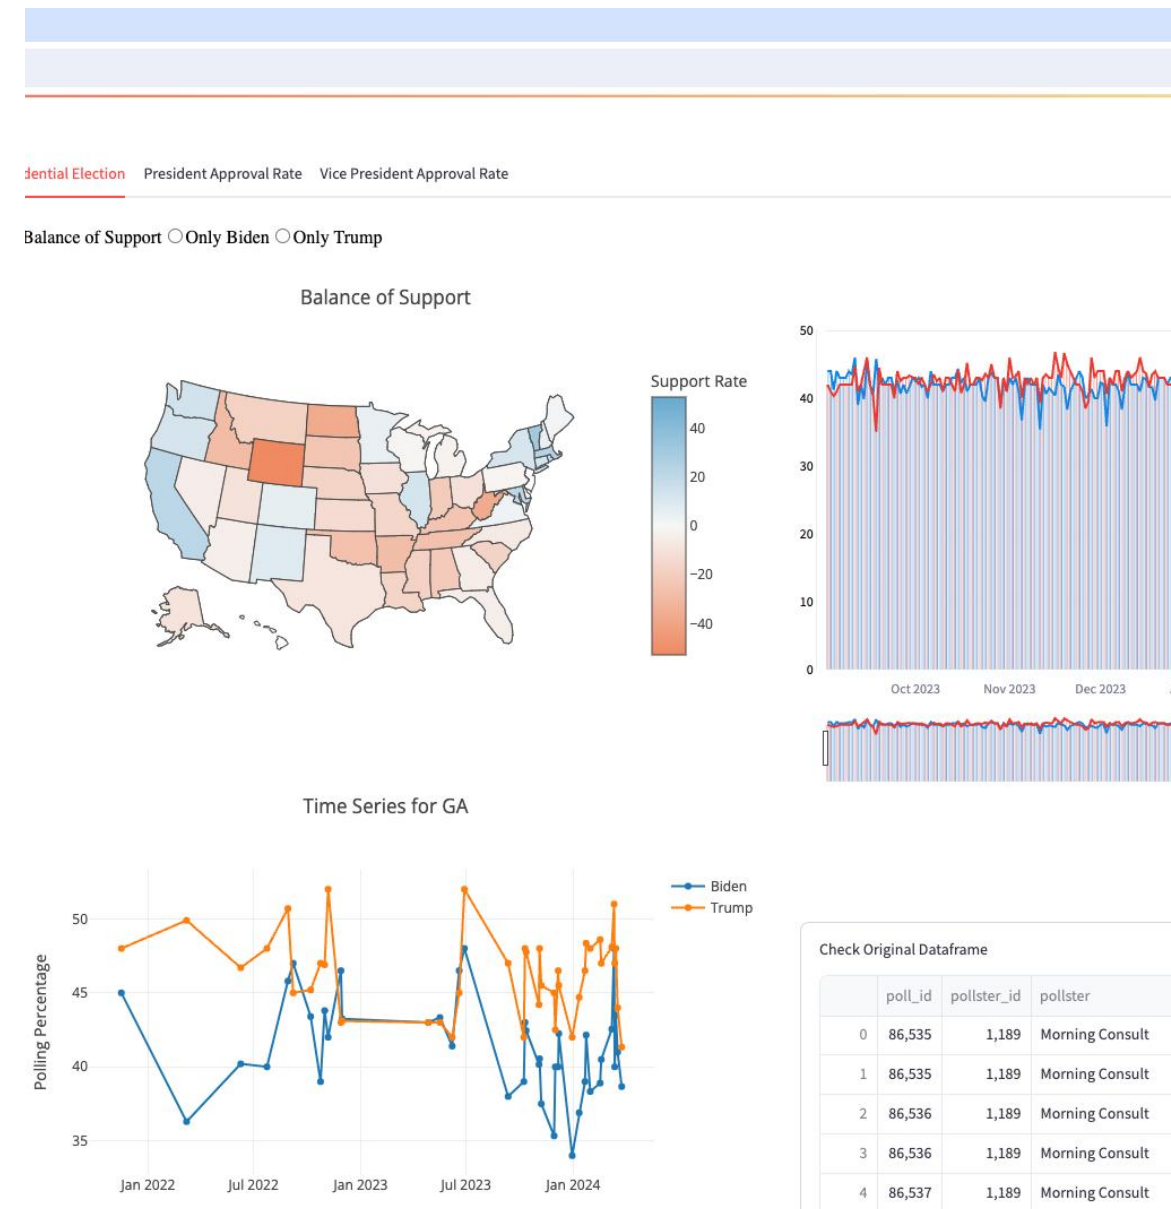 dential Election President Approval Rate Vice President Approval Rate
Balance of Support Only Biden Only Trump
Balance of Support
Support Rate
40
20
0
−20
−40
50
40
30
20
10
0
Oct 2023 Nov 2023 Dec 2023
Time Series for GA
Biden
Trump
Polling Percentage
50
45
40
35
Jan 2022 Jul 2022 Jan 2023 Jul 2023 Jan 2024
Check Original Dataframe
poll_id pollster_id pollster
0 86,535 1,189 Morning Consult
1 86,535 1,189 Morning Consult
2 86,536 1,189 Morning Consult
3 86,536 1,189 Morning Consult
4 86,537 1,189 Morning Consult